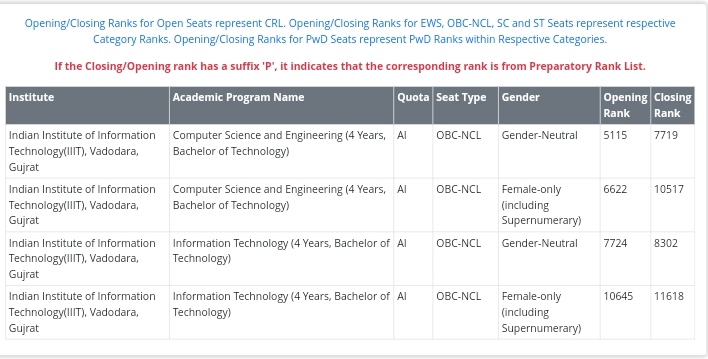 Opening/Closing Ranks for Open Seats represent CRL. Opening/Closing Ranks for EWS, OBC-NCL, SC and ST Seats represent respective
Category Ranks. Opening/Closing Ranks for PwD Seats represent PwD Ranks within Respective Categories.
If the Closing/Opening rank has a suffix 'P', it indicates that the corresponding rank is from Preparatory Rank List.
Institute Academic Program Name Quota Seat Type Gender Opening Closing
Rank Rank
Indian Institute of Information Computer Science and Engineering (4 Years, AI OBC-NCL Gender-Neutral 5115 7719
Technology(IIIT), Vadodara, Bachelor of Technology)
Gujrat
Indian Institute of Information Computer Science and Engineering (4 Years, AI OBC-NCL Female-only 6622 10517
Technology(IIIT), Vadodara, Bachelor of Technology) (including
Gujrat Supernumerary)
Indian Institute of Information Information Technology (4 Years, Bachelor of AI OBC-NCL Gender-Neutral 7724 8302
Technology(IIIT), Vadodara, Technology)
Gujrat
Indian Institute of Information Information Technology (4 Years, Bachelor of AI OBC-NCL Female-only 10645 11618
Technology(IIIT), Vadodara, Technology) (including
Gujrat Supernumerary)